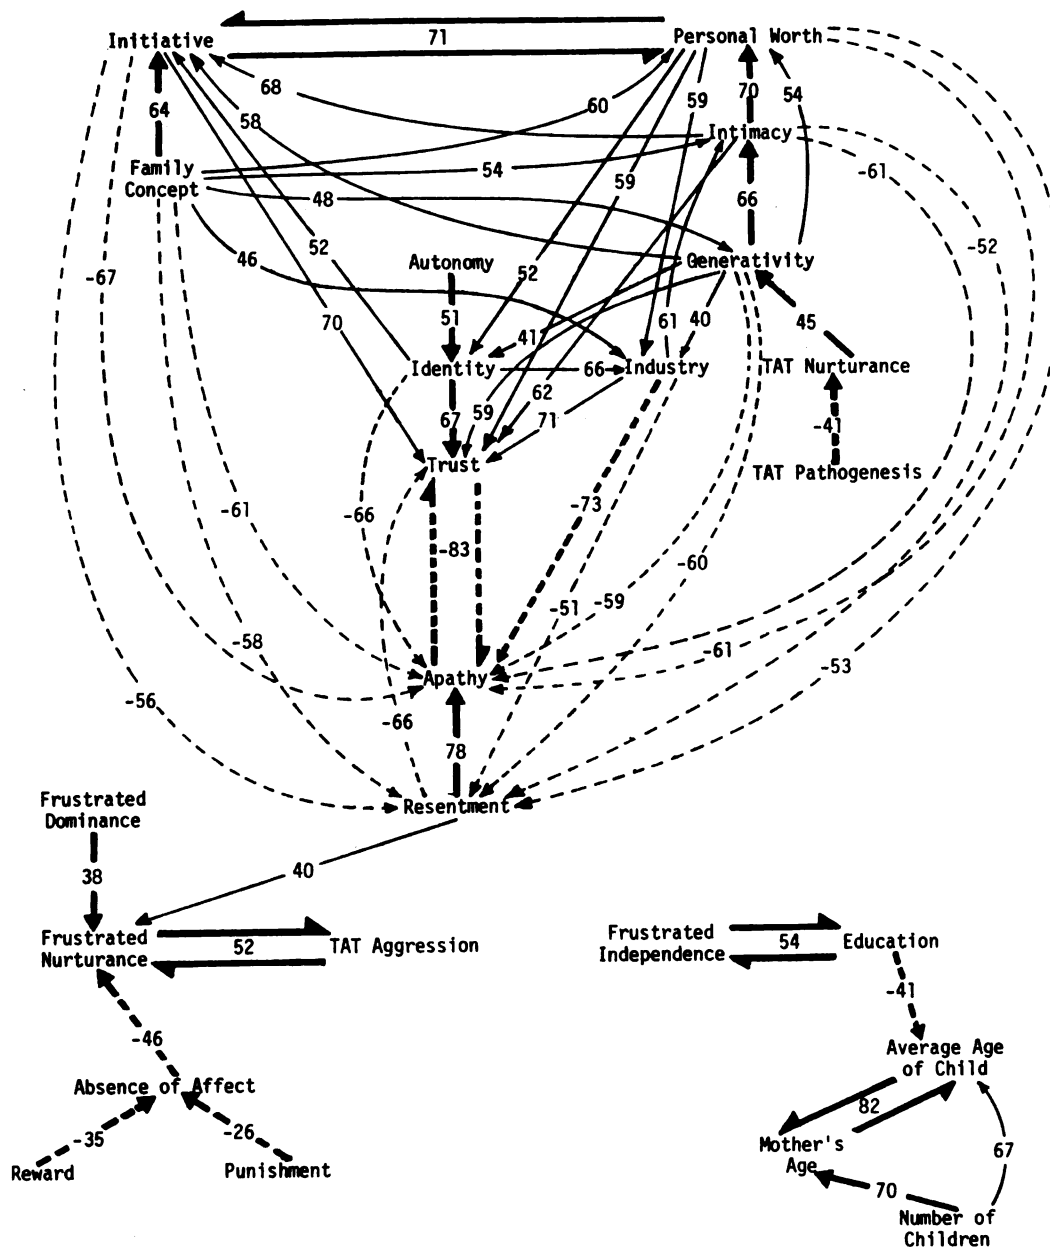 Initiative
71
Personal Worth
68
64
60
59
70
54
58
Intimacy
Family
Concept
54
-61
59
48
66
52
46
-67
-52
Autonomy
52
Generativity
51
70
61
40
45
41
Identity
66
Industry
TAT Nurturance
62
67
59
71
-41
Trust
TAT Pathogenesis
-61
-66
-73
-83
-60
-51
-59
-58
-61
-53
Apathy
-56
-66
78
Frustrated
Dominance
Resentment
38
40
Frustrated
Nurturance
52
TAT Aggression
Frustrated
Independence
54
Education
-41
-46
Average Age
of Child
Absence of Affect
82
-35
-26
Mother's
Age
67
Reward
Punishment
70
Number of
Children